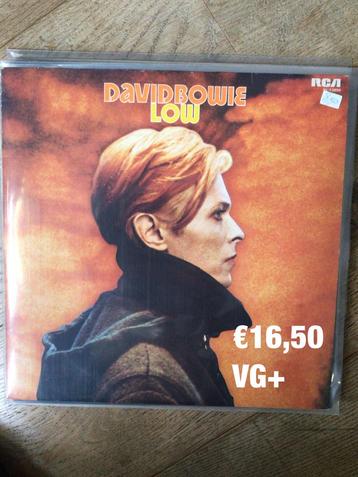 DAVIDBOWIE
LOW
RCA
€16,50
VG+